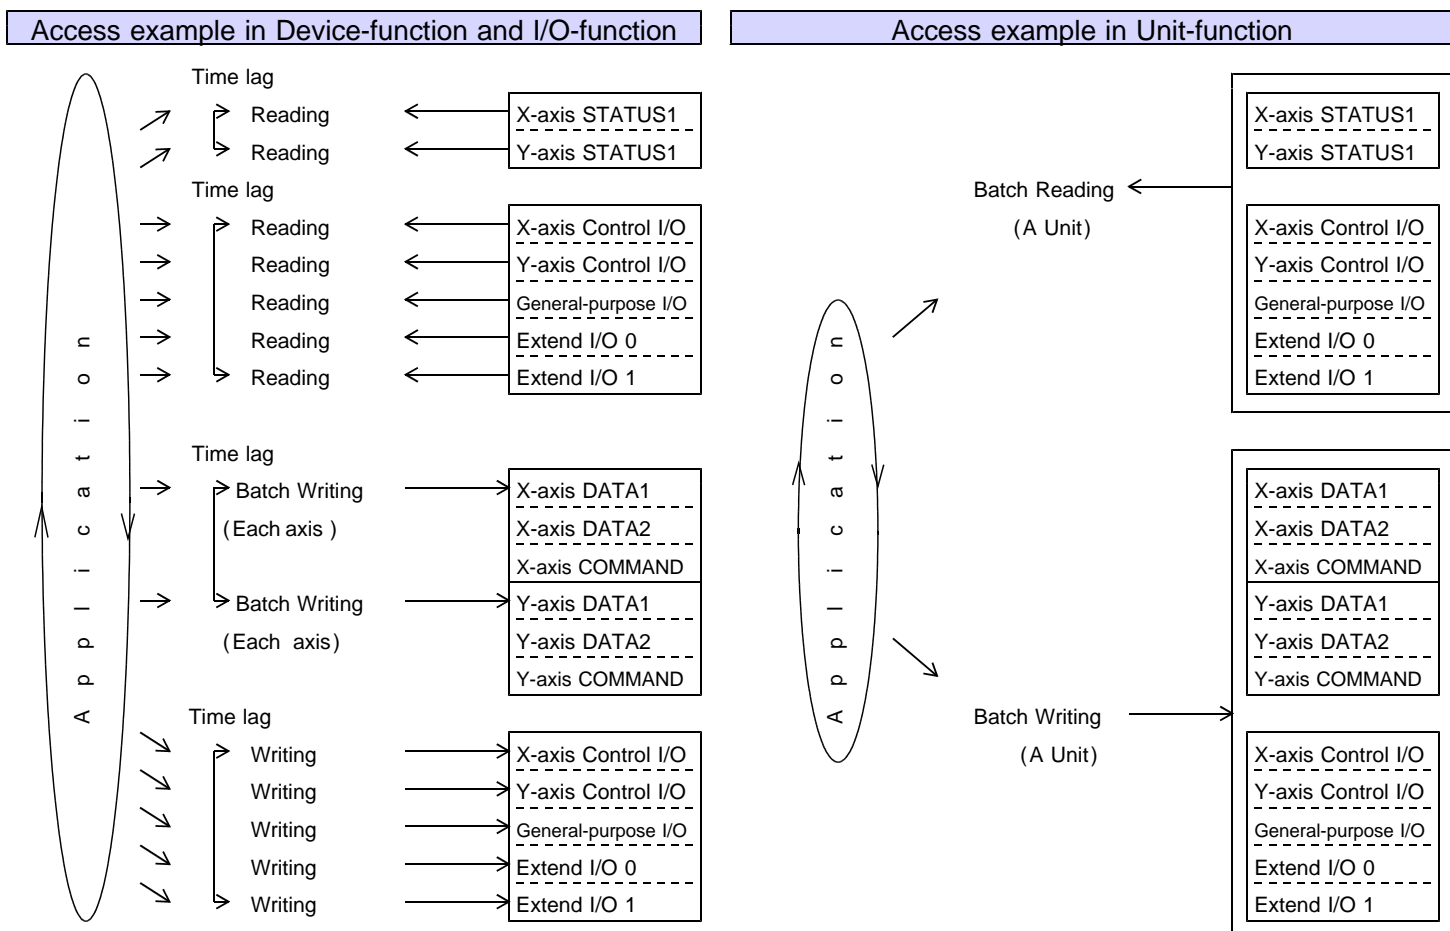 Access example in Device-function and I/O-function
Time lag
Reading
X-axis STATUS1
Reading
Y-axis STATUS1
Time lag
Reading
X-axis Control I/O
Reading
Y-axis Control I/O
Reading
General-purpose I/O
Reading
Extend I/O 0
Reading
Extend I/O 1
Application
Time lag
Batch Writing
X-axis DATA1
(Each axis )
X-axis DATA2
X-axis COMMAND
Batch Writing
Y-axis DATA1
(Each axis)
Y-axis DATA2
Y-axis COMMAND
Time lag
Writing
X-axis Control I/O
Writing
Y-axis Control I/O
Writing
General-purpose I/O
Writing
Extend I/O 0
Writing
Extend I/O 1
Access example in Unit-function
X-axis STATUS1
Y-axis STATUS1
Batch Reading
(A Unit)
X-axis Control I/O
Y-axis Control I/O
General-purpose I/O
Extend I/O 0
Extend I/O 1
Application
X-axis DATA1
X-axis DATA2
X-axis COMMAND
Y-axis DATA1
Y-axis DATA2
Y-axis COMMAND
Batch Writing
(A Unit)
X-axis Control I/O
Y-axis Control I/O
General-purpose I/O
Extend I/O 0
Extend I/O 1